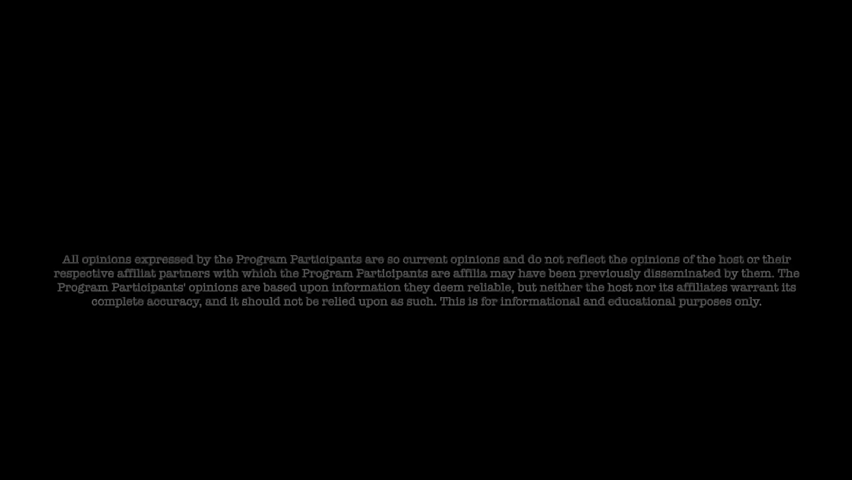 All opinions expressed by the Program Participants are so current opinions and do not reflect the opinions of the host or their
respective affiliat partners with which the Program Participants are affilia may have been previously disseminated by them. The
Program Participants' opinions are based upon information they deem reliable, but neither the host nor its affiliates warrant its
complete accuracy, and it should not be relied upon as such. This is for informational and educational purposes only.